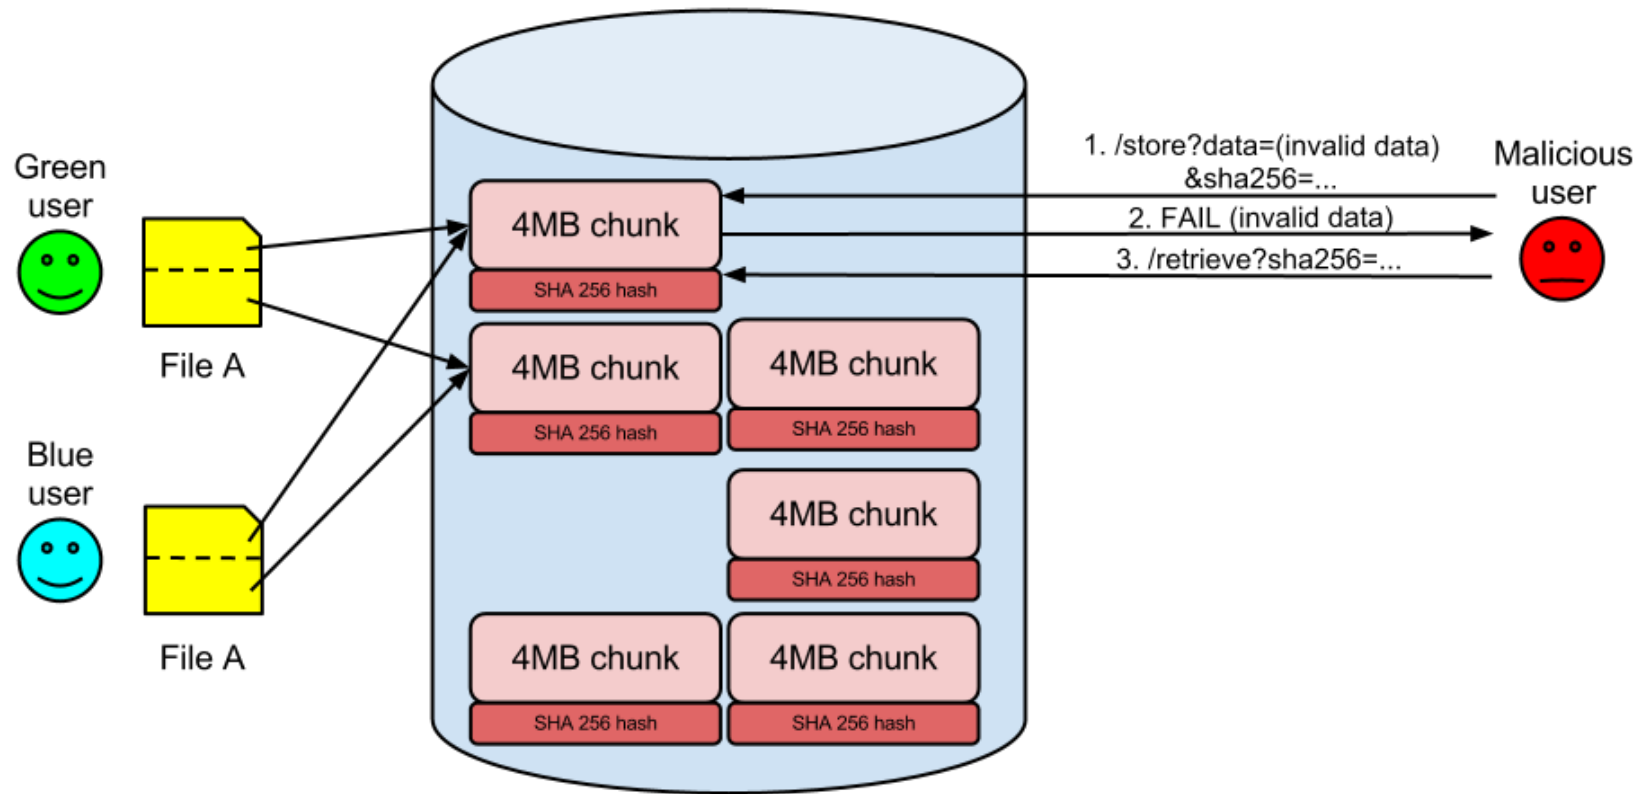 Green
user
File A
Blue
user
File A
4MB chunk
SHA 256 hash
4MB chunk
SHA 256 hash
4MB chunk
SHA 256 hash
4MB chunk
SHA 256 hash
4MB chunk
SHA 256 hash
4MB chunk
SHA 256 hash
1. /store?data=(invalid data)
&sha256=...
2. FAIL (invalid data)
3. /retrieve?sha256=...
Malicious
user